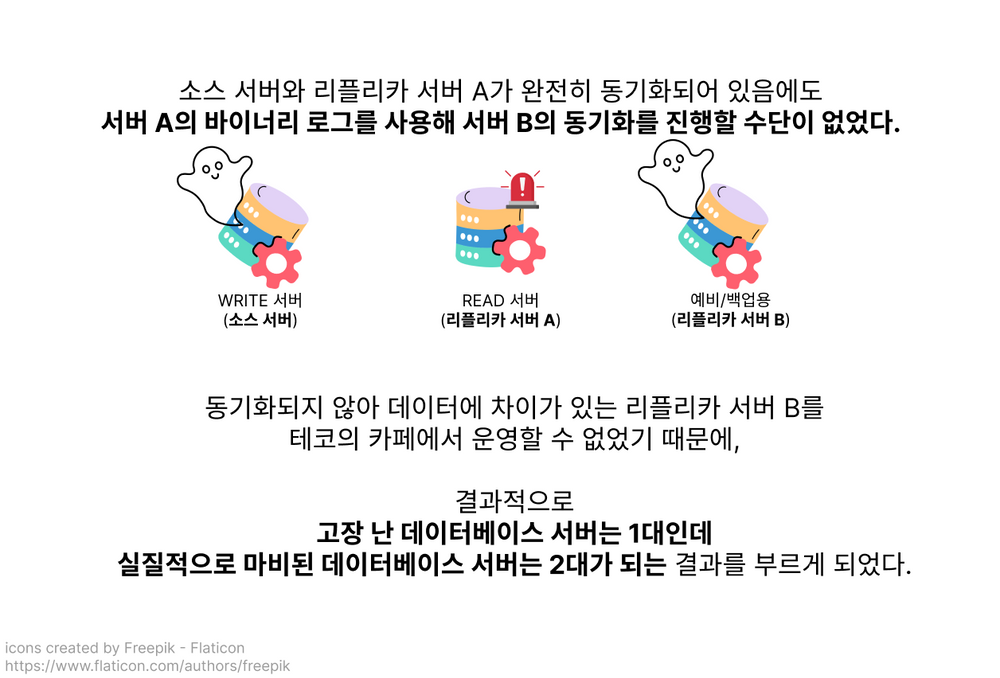 소스 서버와 리플리카 서버 A가 완전히 동기화되어 있음에도
서버 A의 바이너리 로그를 사용해 서버 B의 동기화를 진행할 수단이 없었다.
WRITE 서버
(소스 서버)
READ 서버
(리플리카 서버 A)
예비/백업용
(리플리카 서버 B)
동기화되지 않아 데이터에 차이가 있는 리플리카 서버 B를
테코의 카페에서 운영할 수 없었기 때문에,
결과적으로
고장 난 데이터베이스 서버는 1대인데
실질적으로 마비된 데이터베이스 서버는 2대가 되는 결과를 부르게 되었다.
icons created by Freepik - Flaticon
https://www.flaticon.com/authors/freepik